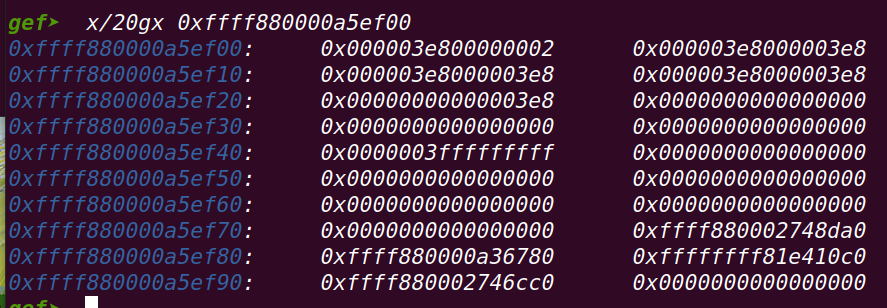 gef➤  x/20gx 0xffff880000a5ef00
0xffff880000a5ef00:	0x000003e800000002	0x000003e8000003e8
0xffff880000a5ef10:	0x000003e8000003e8	0x000003e8000003e8
0xffff880000a5ef20:	0x00000000000003e8	0x0000000000000000
0xffff880000a5ef30:	0x0000000000000000	0x0000000000000000
0xffff880000a5ef40:	0x0000003fffffffff	0x0000000000000000
0xffff880000a5ef50:	0x0000000000000000	0x0000000000000000
0xffff880000a5ef60:	0x0000000000000000	0x0000000000000000
0xffff880000a5ef70:	0x0000000000000000	0xffff880002748da0
0xffff880000a5ef80:	0xffff880000a36780	0xffffffff81e410c0
0xffff880000a5ef90:	0xffff880002746cc0	0x0000000000000000
gef➤